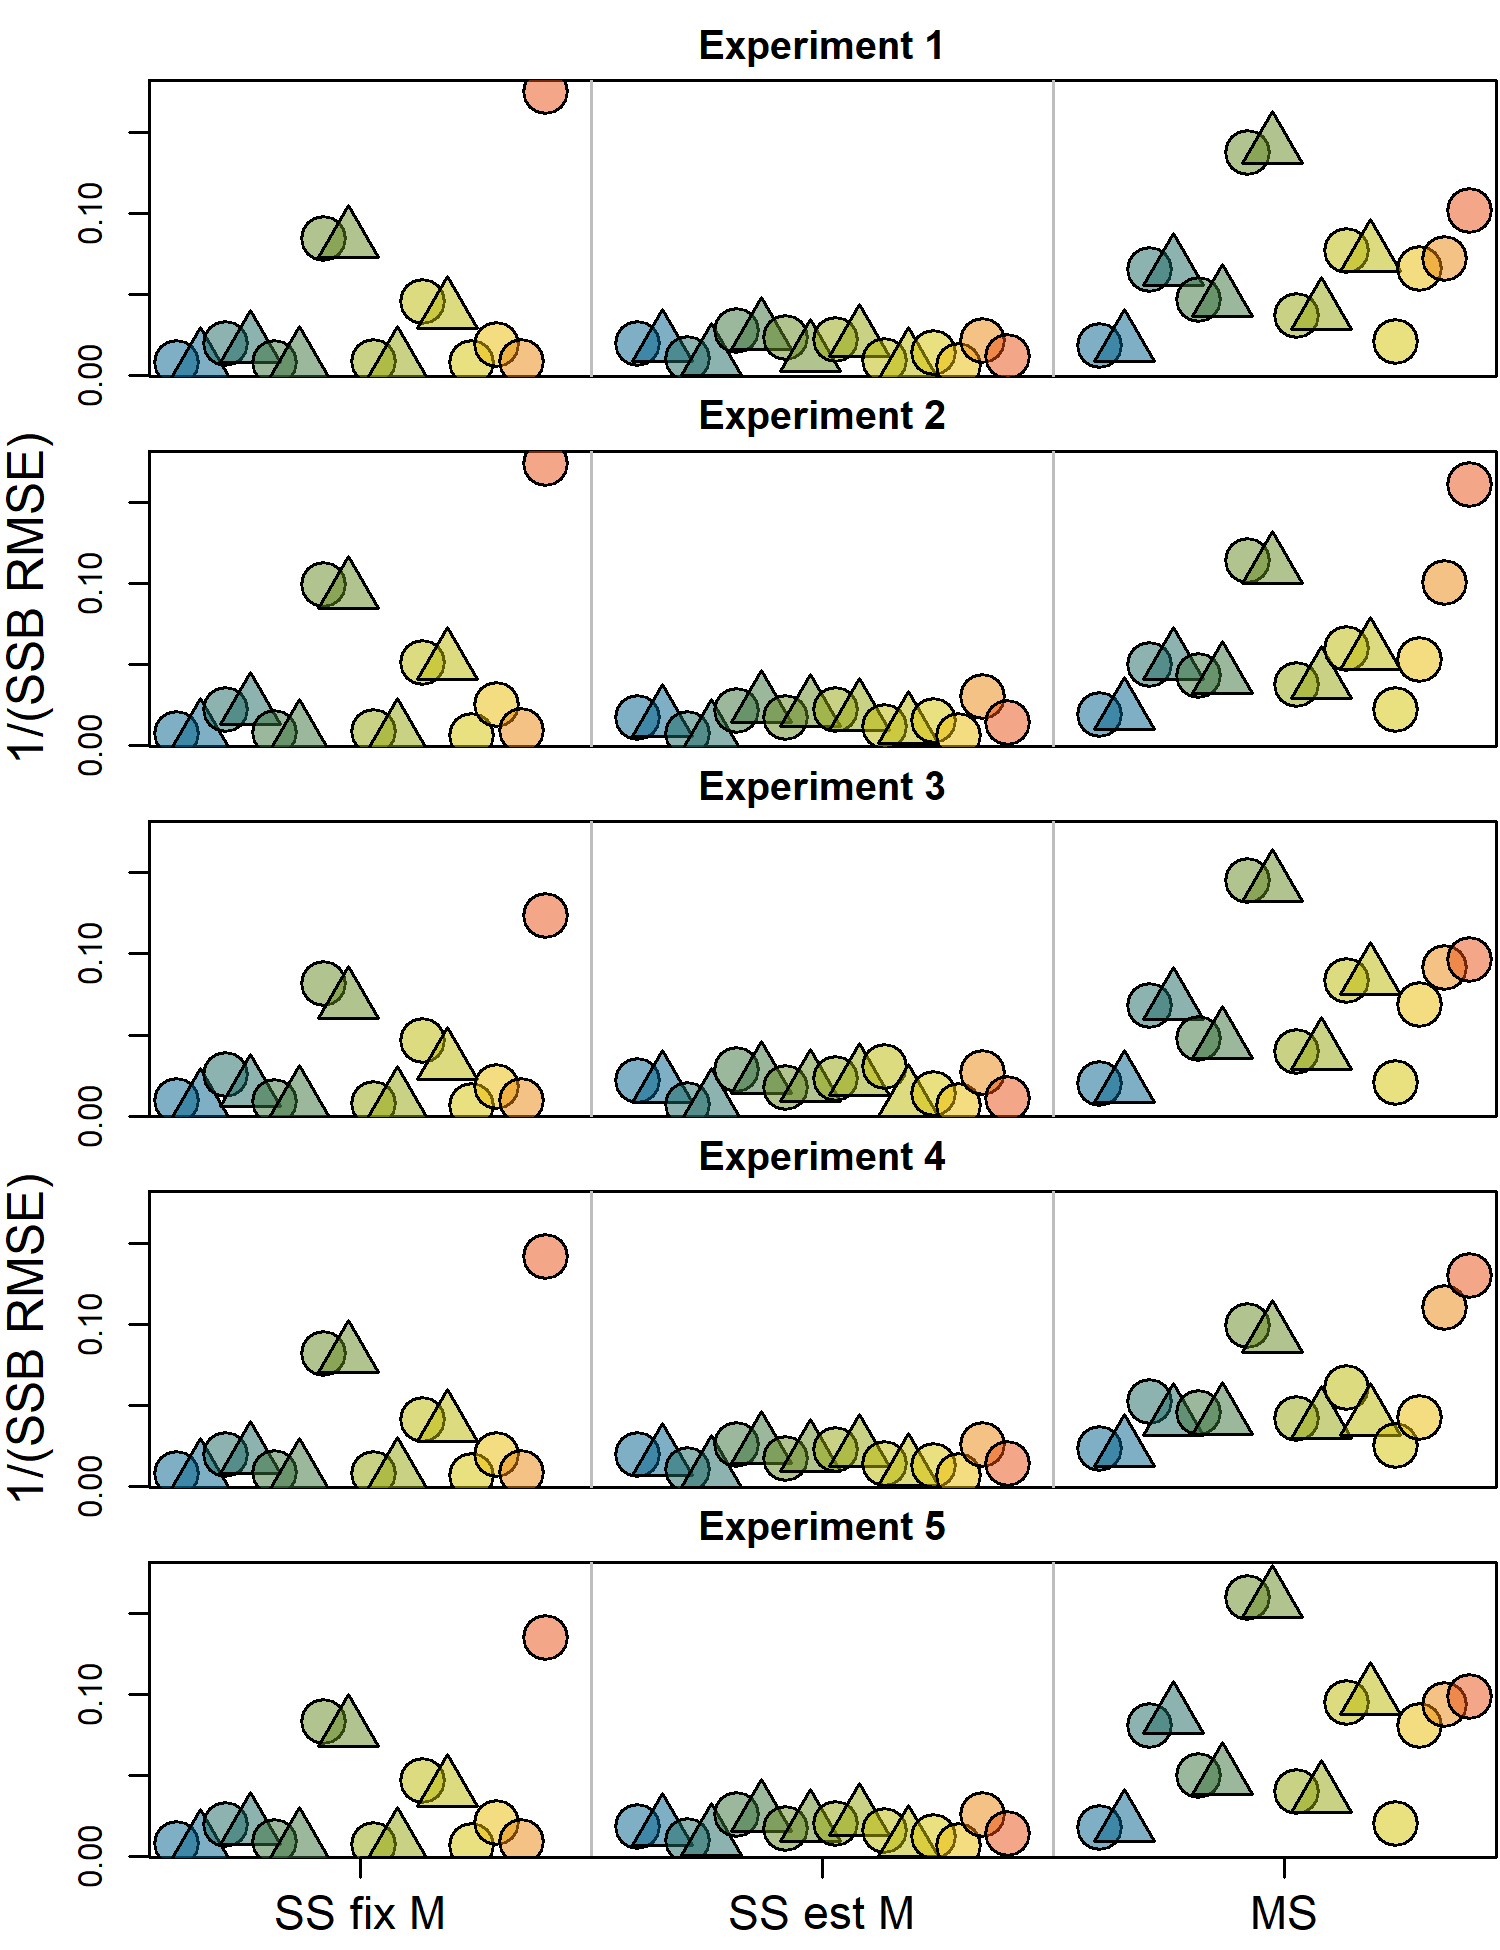 Experiment 1
0.10
0.00
Experiment 2
1/(SSB RMSE)
0.10
0.00
Experiment 3
0.10
0.00
Experiment 4
1/(SSB RMSE)
0.10
0.00
Experiment 5
0.10
0.00
SS fix M
SS est M
MS